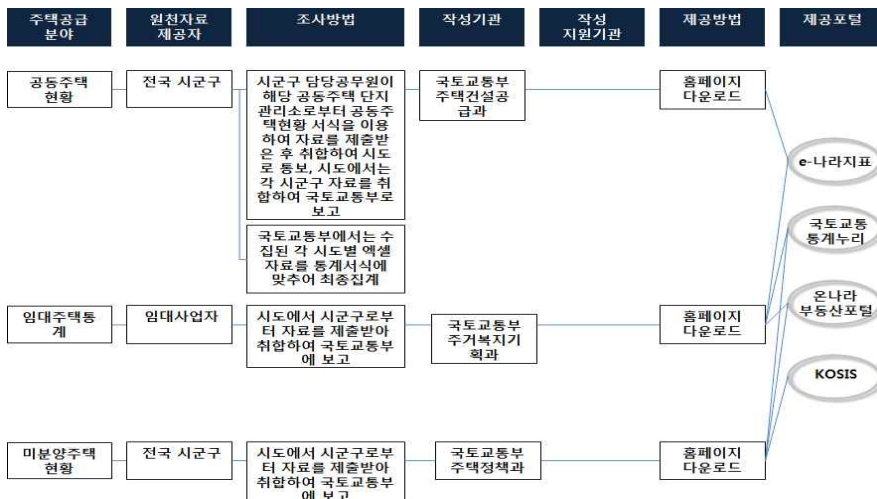 주택공급
분야
원천자료
제공자
조사방법
작성기관
작성
지원기관
제공방법
제공포털
공동주택
현황
전국 시군구
시군구 담당공무원이
해당 공동주택 단지
관리소로부터 공동주
택현황 서식을 이용
하여 자료를 제출받
은 후 취합하여 시도
로 통보, 시도에서는
각 시군구 자료를 취
합하여 국토교통부로
보고
국토교통부
주택건설공
급과
홈페이지
다운로드
국토교통부에서는 수
집된 각 시도별 엑셀
자료를 통계서식에
맞추어 최종집계
임대주택통
계
임대사업자
시도에서 시군구로부
터 자료를 제출받아
취합하여 국토교통부
에 보고
국토교통부
주거복지기
획과
홈페이지
다운로드
미분양주택
현황
전국 시군구
시도에서 시군구로부
터 자료를 제출받아
취합하여 국토교통부
에 보고
국토교통부
주택정책과
홈페이지
다운로드
e-나라지표
국토교통
통계누리
온나라
부동산포털
KOSIS